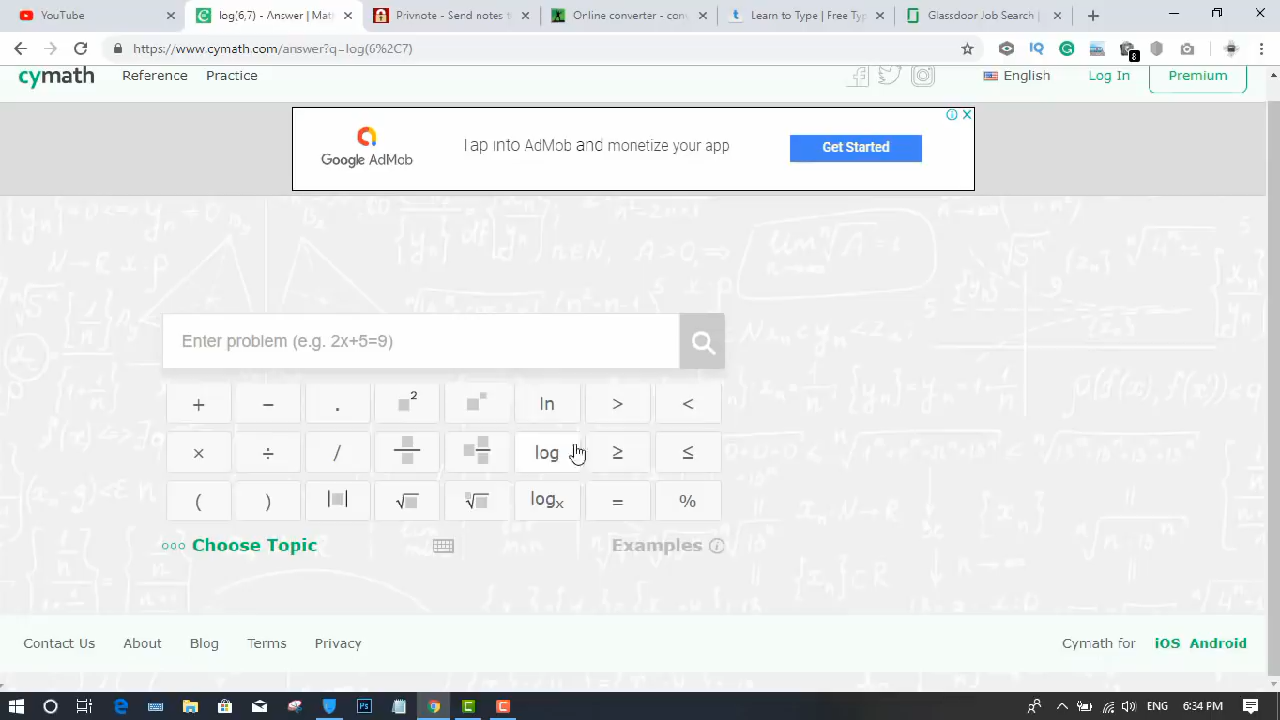 YouTube
log(6,7) - Answer | Mat
Privnote - Send notes t
Online converter - con
Learn to Type | Free Ty
Glassdoor Job Search |
https://www.cymath.com/answer?q=log(6%2C7)
IQ
8
cymath
Reference
Practice
English
Log In
Premium
Google AdMob
Tap into AdMob and monetize your app
Get Started
Enter problem (e.g. 2x+5=9)
+ − . 2 ln > <
× ÷ / log ≥ ≤
( ) | | √ √ logx = %
Choose Topic
Examples
Contact Us
About
Blog
Terms
Privacy
Cymath for
iOS
Android
ENG
6:34 PM